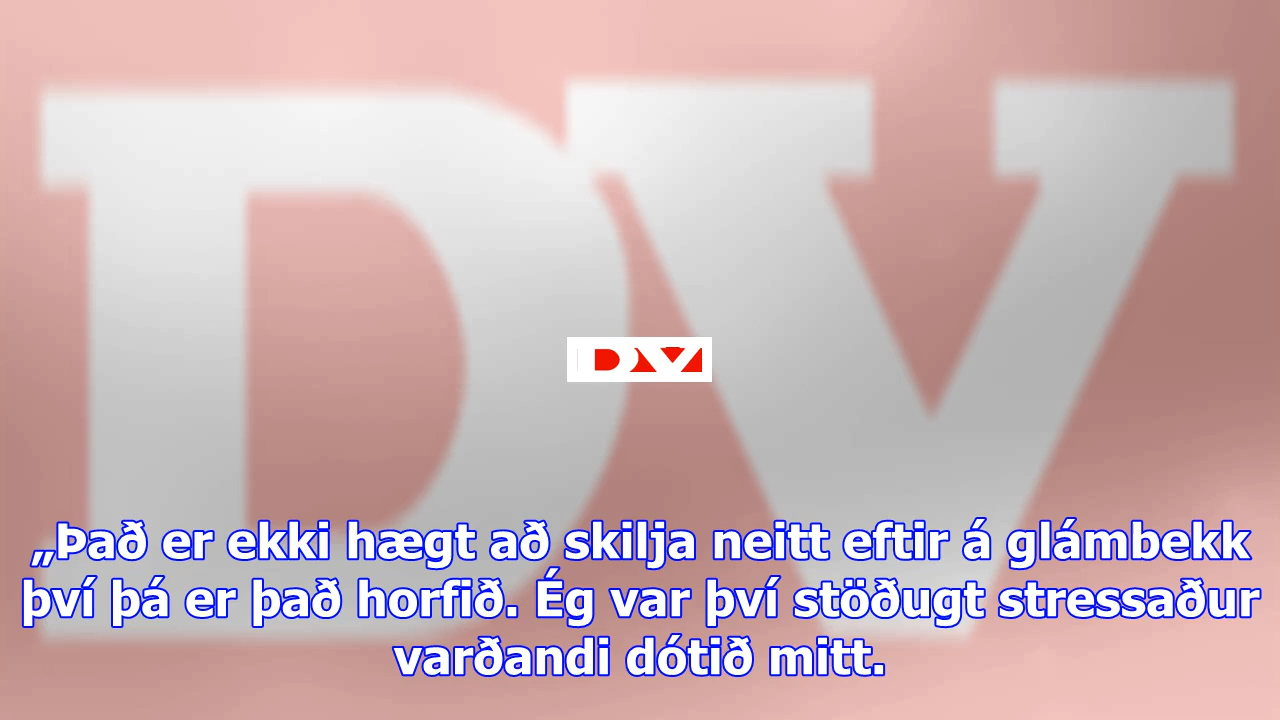 DV
DV
„Það er ekki hægt að skilja neitt eftir á glámbekk
því þá er það horfið. Ég var því stöðugt stressaður
varðandi dótið mitt.